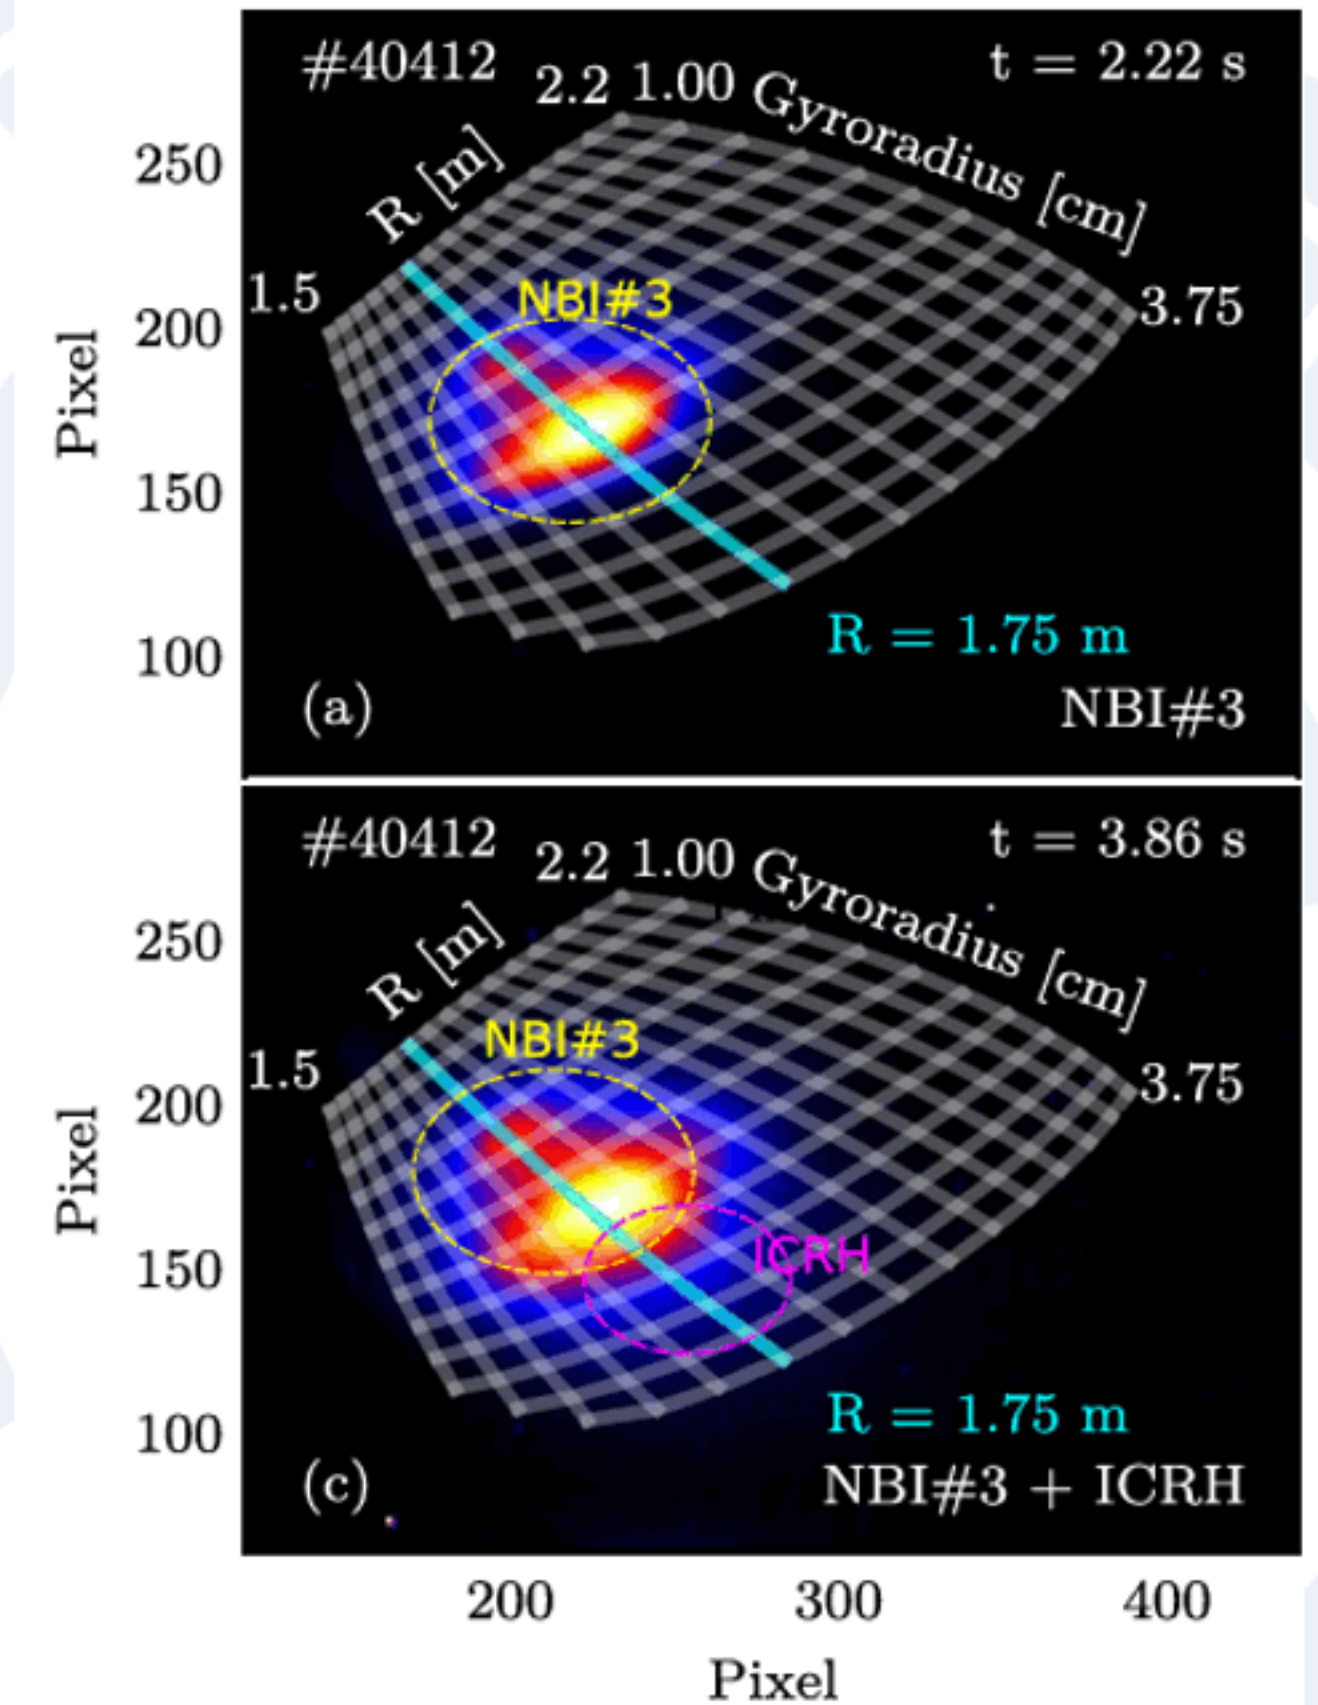 #40412
t = 2.22 s
2.2 1.00 Gyroradius [cm]
R [m]
250
1.5
NBI#3
3.75
200
Pixel
150
R = 1.75 m
100
(a)
NBI#3
#40412
t = 3.86 s
2.2 1.00 Gyroradius [cm]
R [m]
250
NBI#3
1.5
3.75
200
Pixel
ICRH
150
R = 1.75 m
100
(c)
NBI#3 + ICRH
200 300 400
Pixel